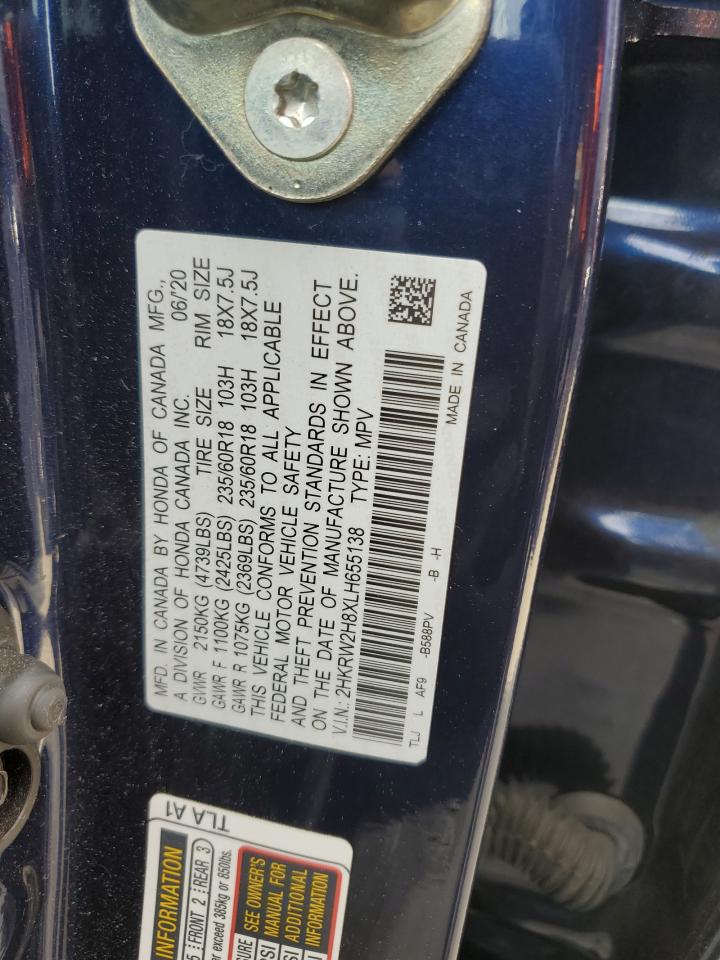 MFD. IN CANADA BY HONDA OF CANADA MFG.,
A DIVISION OF HONDA CANADA INC. 06/20
GVWR 2150KG (4739LBS) TIRE SIZE RIM SIZE
GAWR F 1100KG (2425LBS) 235/60R18 103H 18X7.5J
GAWR R 1075KG (2369LBS) 235/60R18 103H 18X7.5J
THIS VEHICLE CONFORMS TO ALL APPLICABLE
FEDERAL MOTOR VEHICLE SAFETY
AND THEFT PREVENTION STANDARDS IN EFFECT
ON THE DATE OF MANUFACTURE SHOWN ABOVE.
V.I.N.: 2HKRW2H8XLH655138 TYPE: MPV
TLJ L AF9 -B588PV -B -H MADE IN CANADA
TLA A1
INFORMATION
5 FRONT 2 REAR 3
er exceed 385kg or 850lbs.
SURE SEE OWNER'S
MANUAL FOR
ADDITIONAL
INFORMATION